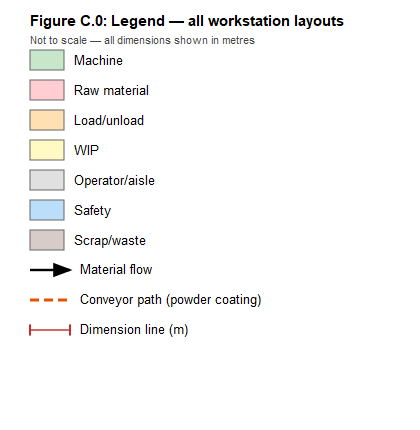 Figure C.0: Legend — all workstation layouts
Not to scale — all dimensions shown in metres
Machine
Raw material
Load/unload
WIP
Operator/aisle
Safety
Scrap/waste
Material flow
Conveyor path (powder coating)
Dimension line (m)